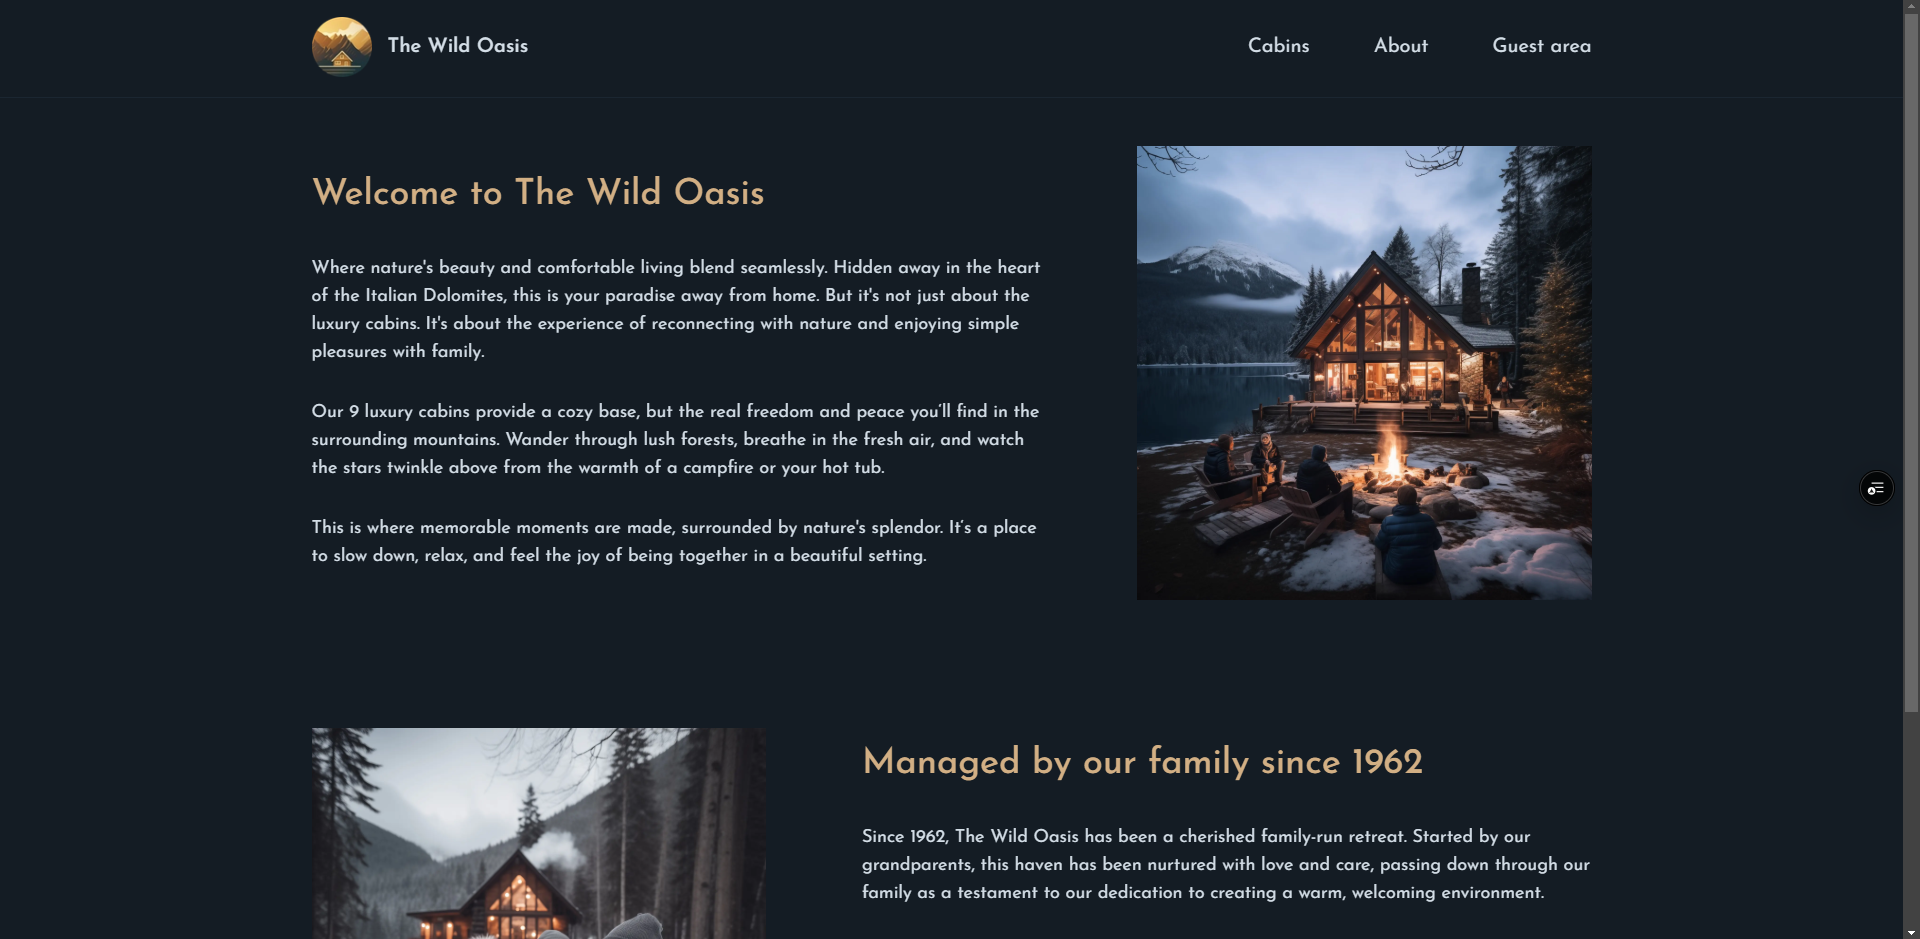 The Wild Oasis
Cabins
About
Guest area
Welcome to The Wild Oasis
Where nature's beauty and comfortable living blend seamlessly. Hidden away in the heart
of the Italian Dolomites, this is your paradise away from home. But it's not just about the
luxury cabins. It's about the experience of reconnecting with nature and enjoying simple
pleasures with family.
Our 9 luxury cabins provide a cozy base, but the real freedom and peace you'll find in the
surrounding mountains. Wander through lush forests, breathe in the fresh air, and watch
the stars twinkle above from the warmth of a campfire or your hot tub.
This is where memorable moments are made, surrounded by nature's splendor. It's a place
to slow down, relax, and feel the joy of being together in a beautiful setting.
Managed by our family since 1962
Since 1962, The Wild Oasis has been a cherished family-run retreat. Started by our
grandparents, this haven has been nurtured with love and care, passing down through our
family as a testament to our dedication to creating a warm, welcoming environment.